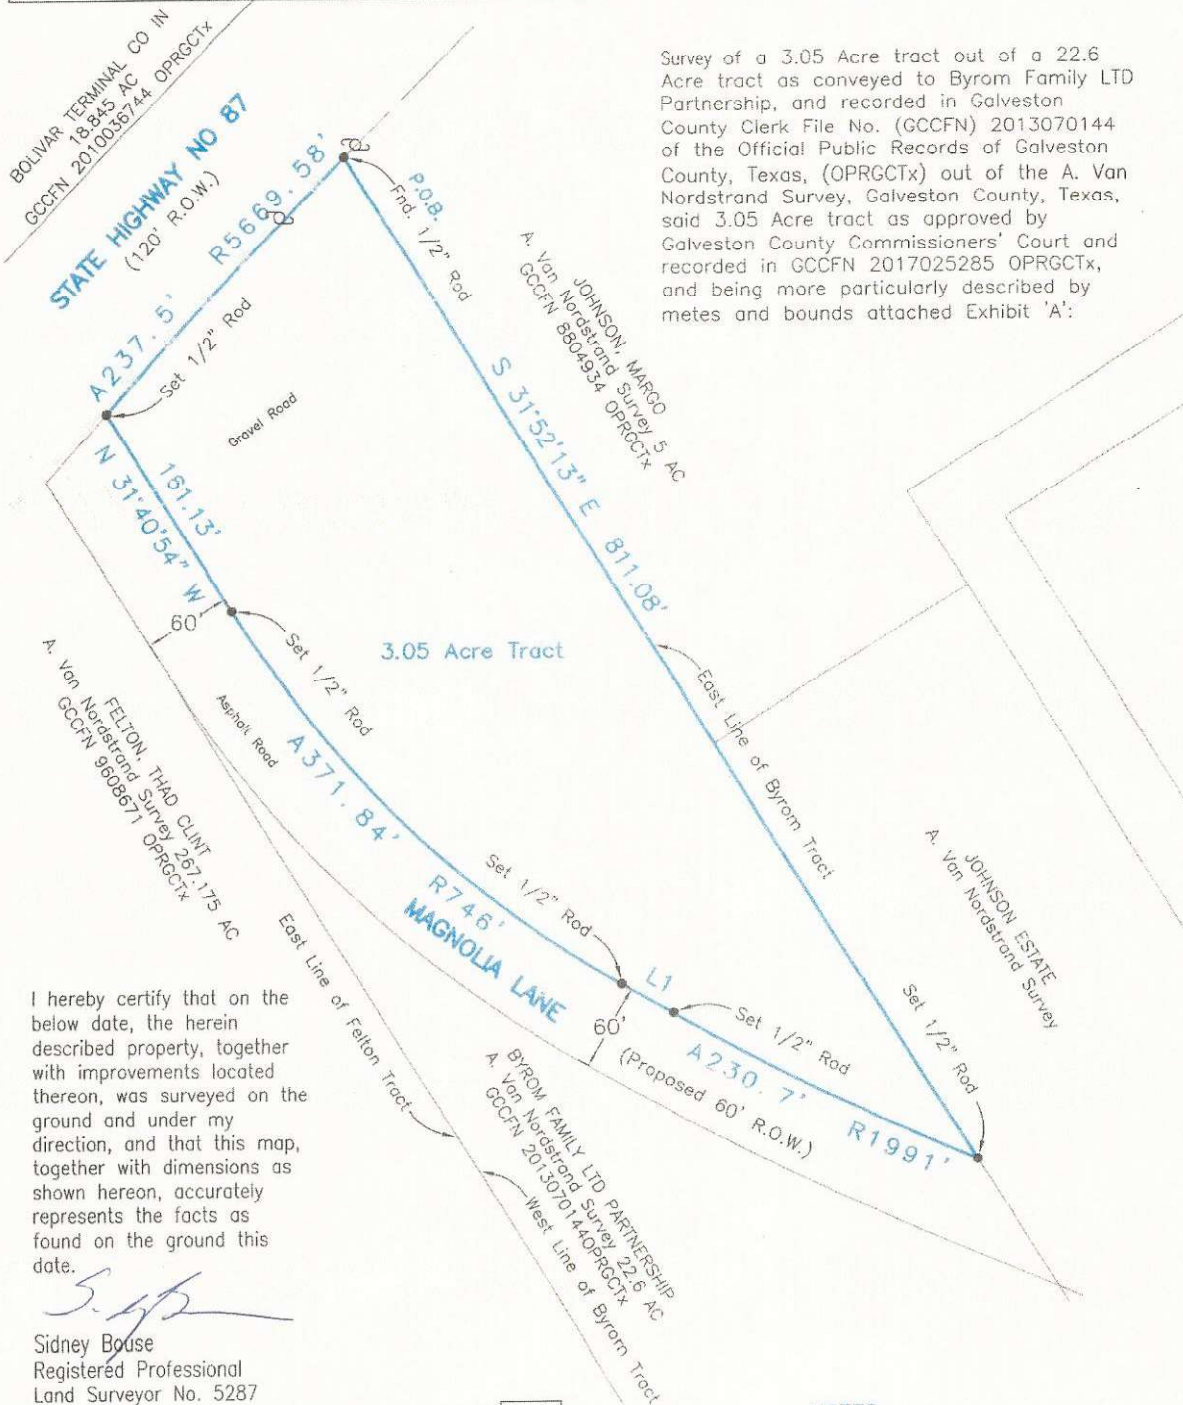 BOLIVAR TERMINAL CO IN
18.845 AC
GCCFN 2010036744 OPRGCTx
STATE HIGHWAY NO 87
(120' R.O.W.)
R5669.58'
A237.5'
Set 1/2" Rod
P.O.B.
Fnd. 1/2" Rod
Survey of a 3.05 Acre tract out of a 22.6
Acre tract as conveyed to Byrom Family LTD
Partnership, and recorded in Galveston
County Clerk File No. (GCCFN) 2013070144
of the Official Public Records of Galveston
County, Texas, (OPRGCTx) out of the A. Van
Nordstrand Survey, Galveston County, Texas,
said 3.05 Acre tract as approved by
Galveston County Commissioners' Court and
recorded in GCCFN 2017025285 OPRGCTx,
and being more particularly described by
metes and bounds attached Exhibit 'A':
JOHNSON, MARGO
A. Van Nordstrand Survey 5 AC
GCCFN 8804934 OPRGCTx
Gravel Road
S 31°52'13" E 811.08'
161.13'
N 31°40'54" W
60'
Set 1/2" Rod
3.05 Acre Tract
East Line of Byrom Tract
FELTON, THAD CLINT
A. Van Nordstrand Survey 267.175 AC
GCCFN 9608671 OPRGCTx
Asphalt Road
A371.84'
R746'
MAGNOLIA LANE
Set 1/2" Rod
L1
60'
Set 1/2" Rod
A230.7'
R1991'
(Proposed 60' R.O.W.)
Set 1/2" Rod
JOHNSON ESTATE
A. Van Nordstrand Survey
East Line of Felton Tract
BYROM FAMILY LTD PARTNERSHIP
A. Van Nordstrand Survey 22.6 AC
GCCFN 2013070144OPRGCTx
West Line of Byrom Tract
I hereby certify that on the
below date, the herein
described property, together
with improvements located
thereon, was surveyed on the
ground and under my
direction, and that this map,
together with dimensions as
shown hereon, accurately
represents the facts as
found on the ground this
date.
Sidney Bouse
Registered Professional
Land Surveyor No. 5287